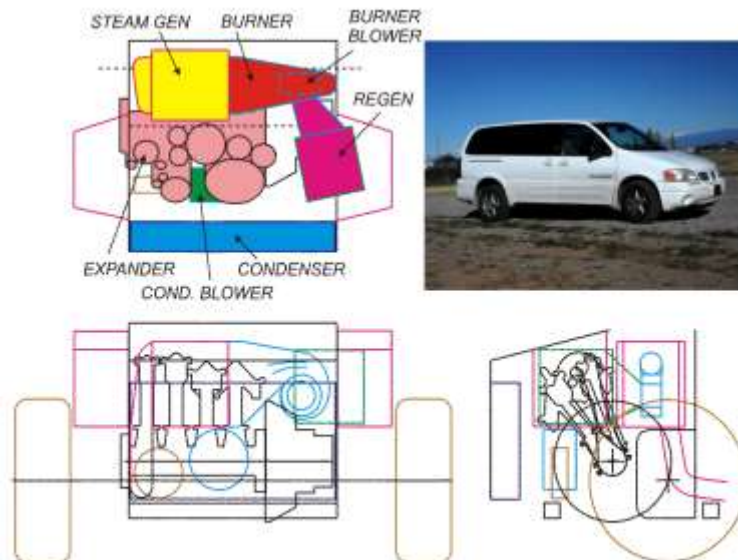 STEAM GEN
BURNER
BURNER
BLOWER
REGEN
EXPANDER
CONDENSER
COND. BLOWER